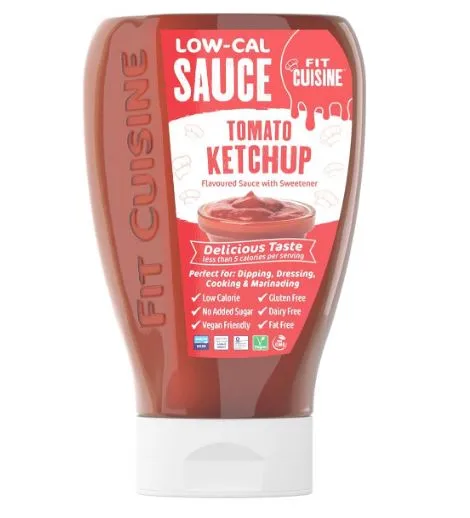 LOW-CAL
SAUCE
FIT
CUISINE
TOMATO
KETCHUP
Flavoured Sauce with Sweetener
Delicious Taste
less than 5 calories per serving
Perfect for: Dipping, Dressing,
Cooking & Marinading
✓ Low Calorie ✓ Gluten Free
✓ No Added Sugar ✓ Dairy Free
✓ Vegan Friendly ✓ Fat Free
FIT CUISINE